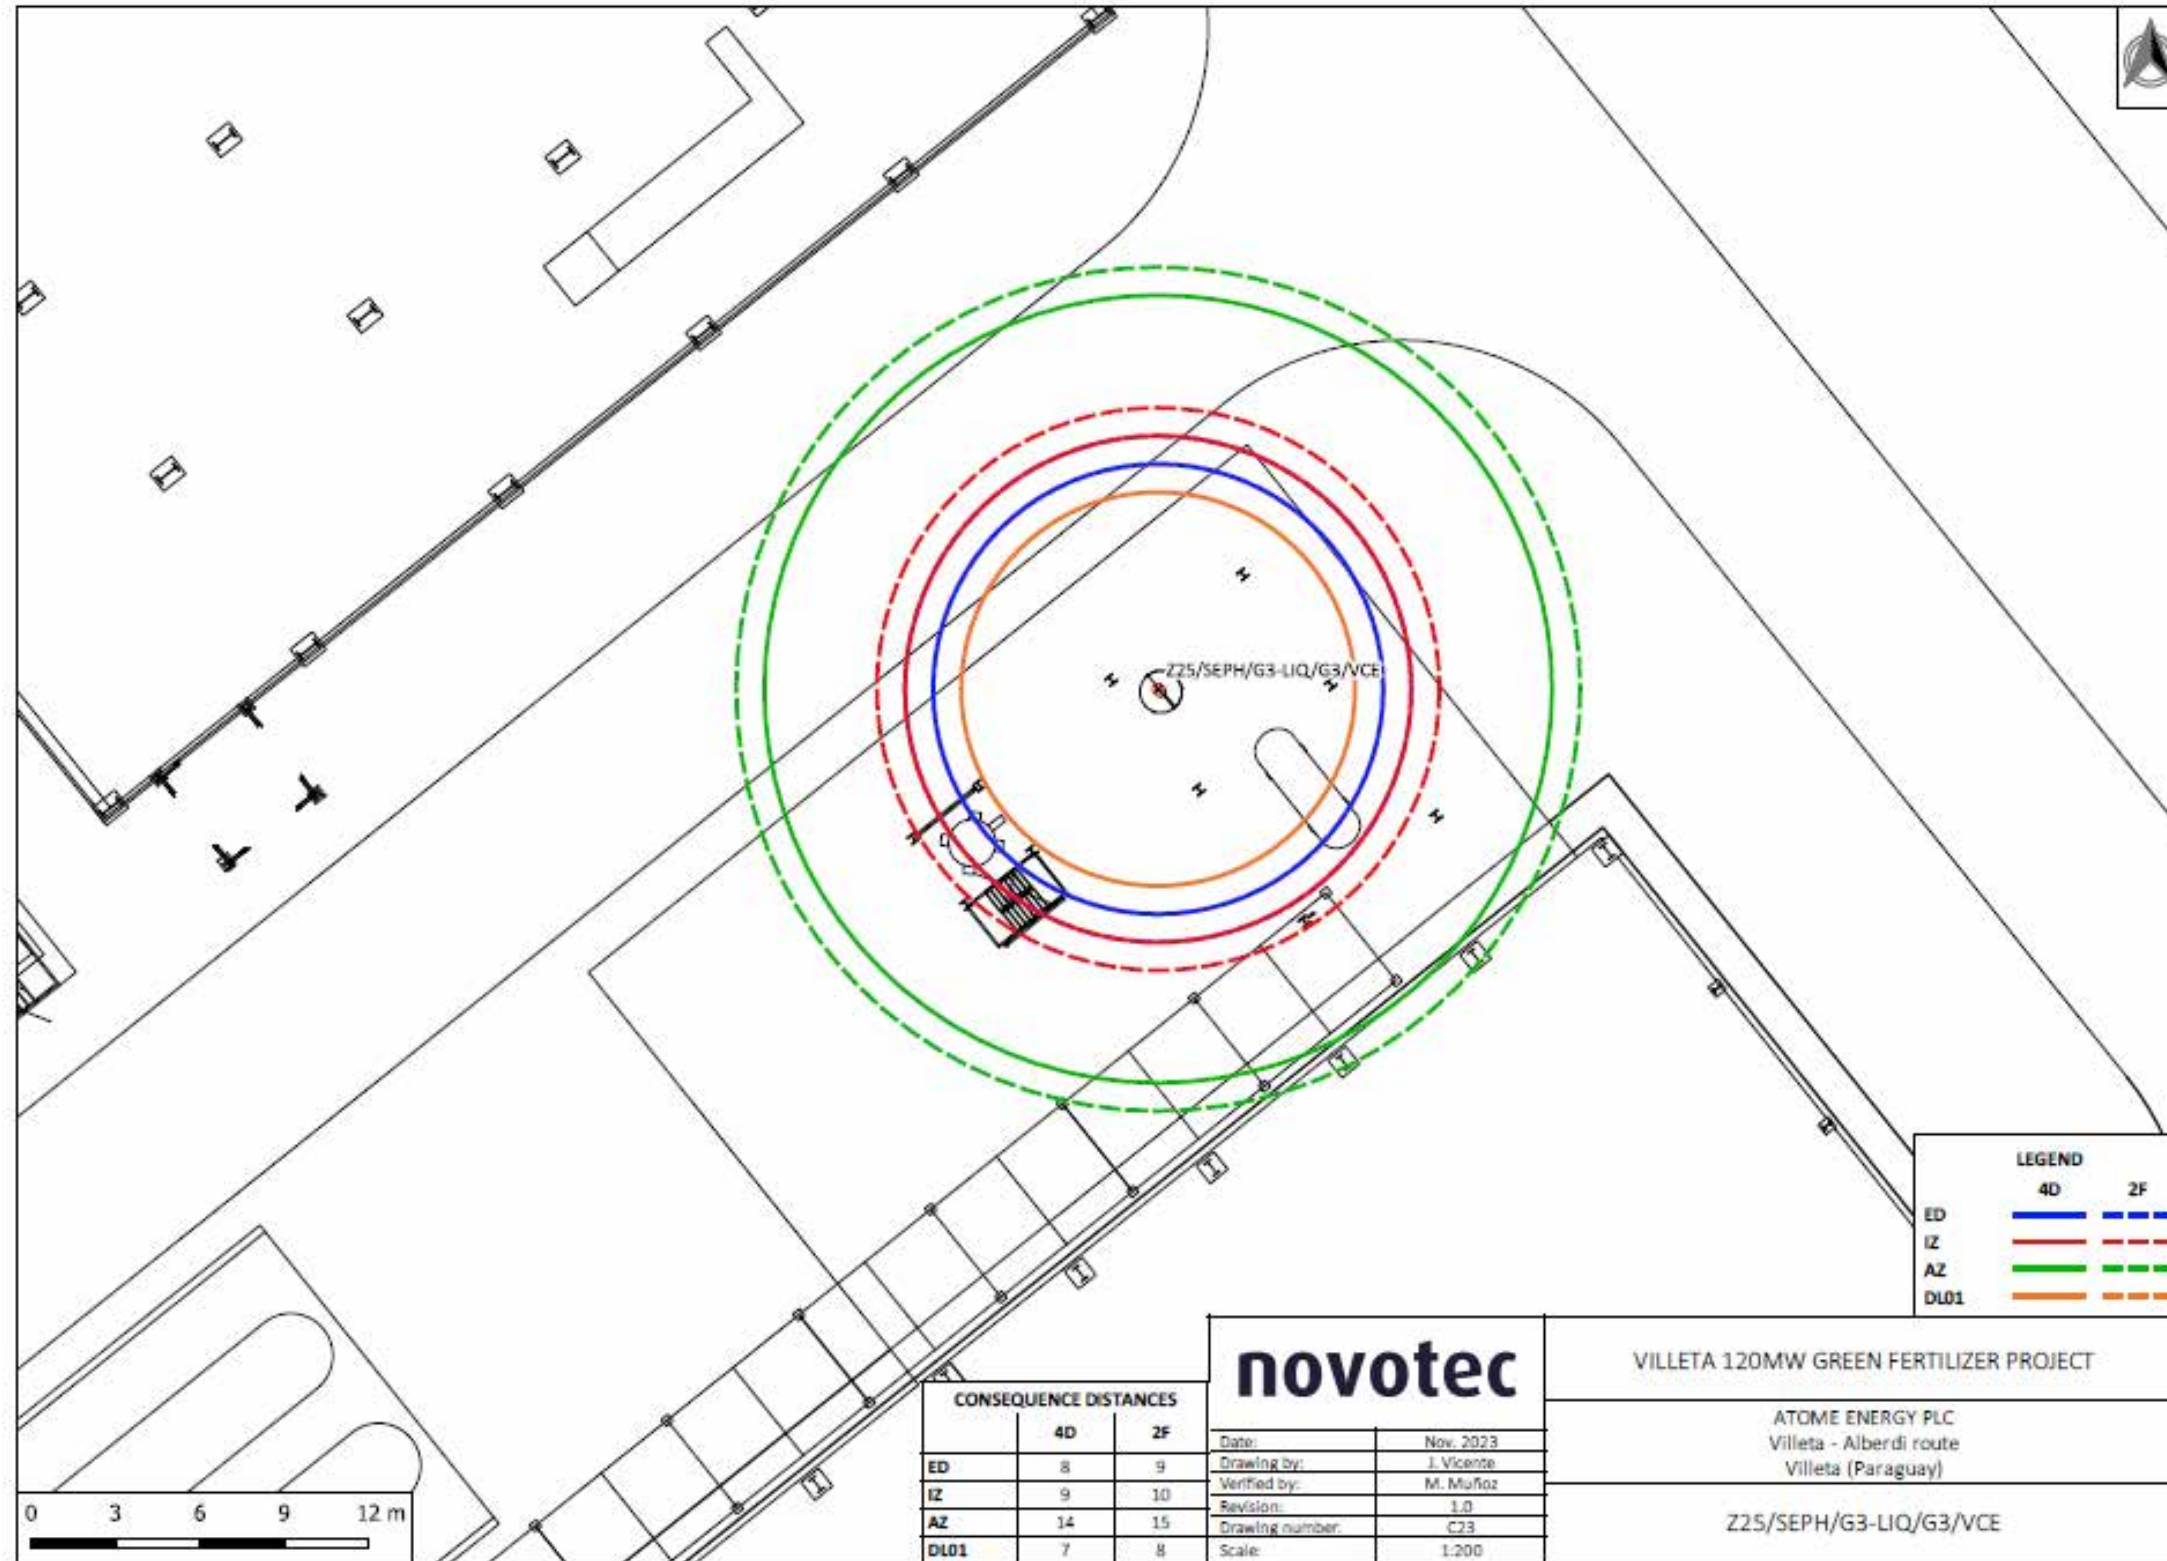 Z25/SEPH/G3-LIQ/G3/VCE
LEGEND
4D 2F
ED
IZ
AZ
DL01
0 3 6 9 12 m
CONSEQUENCE DISTANCES
4D 2F
ED 8 9
IZ 9 10
AZ 14 15
DL01 7 8
novotec
Date: Nov. 2023
Drawing by: J. Vicente
Verified by: M. Muñoz
Revision: 1.0
Drawing number: C23
Scale: 1:200
VILLETA 120MW GREEN FERTILIZER PROJECT
ATOME ENERGY PLC
Villeta - Alberdi route
Villeta (Paraguay)
Z25/SEPH/G3-LIQ/G3/VCE